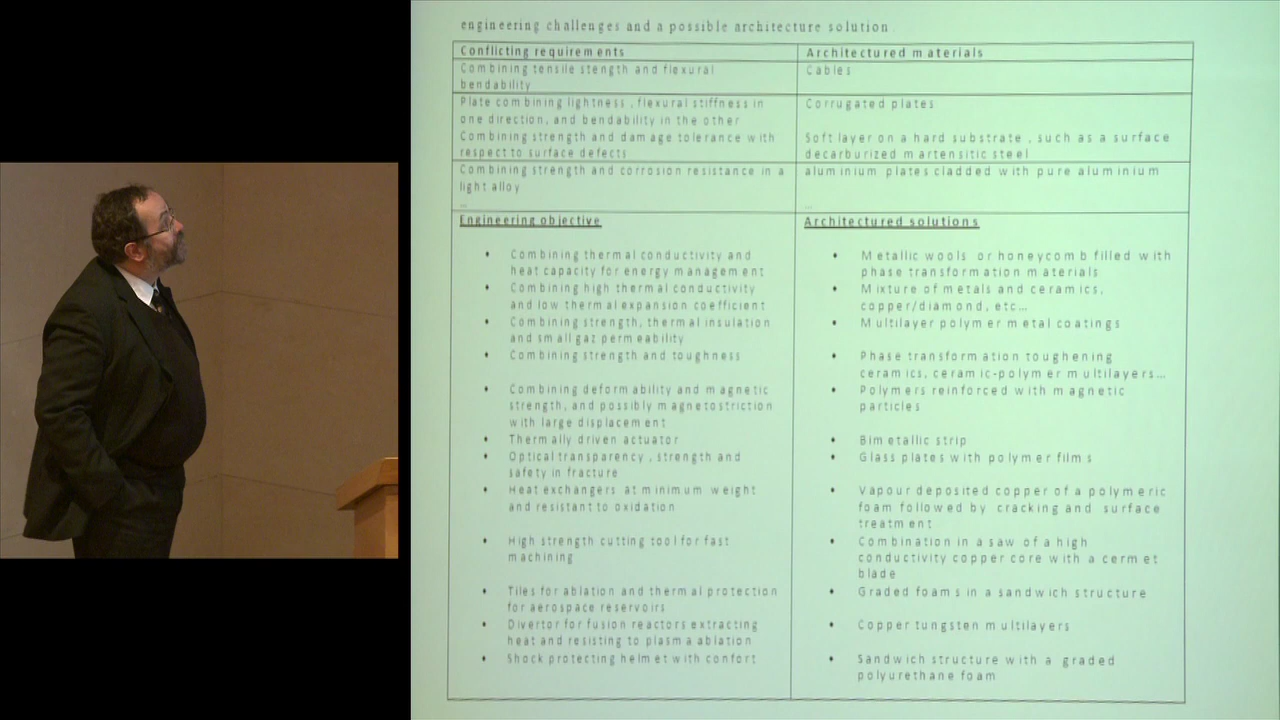 engineering challenges and a possible architecture solution
Conflicting requirements
Architectured materials
Combining tensile stength and flexural
bendability
Cables
Plate combining lightness , flexural stiffness in
one direction, and bendability in the other
Corrugated plates
Combining strength and damage tolerance with
respect to surface defects
Soft layer on a hard substrate , such as a surface
decarburized martensitic steel
Combining strength and corrosion resistance in a
light alloy
...
aluminium plates cladded with pure aluminium
...
Engineering objective
Architectured solutions
• Combining thermal conductivity and
heat capacity for energy management
• Metallic wools or honeycomb filled with
phase transformation materials
• Combining high thermal conductivity
and low thermal expansion coefficient
• Mixture of metals and ceramics,
copper/diamond, etc...
• Combining strength, thermal insulation
and small gaz permeability
• Multilayer polymer metal coatings
• Combining strength and toughness
• Phase transformation toughening
ceramics, ceramic-polymer multilayers...
• Combining deformability and magnetic
strength, and possibly magnetostriction
with large displacement
• Polymers reinforced with magnetic
particles
• Thermally driven actuator
• Bimetallic strip
• Optical transparency , strength and
safety in fracture
• Glass plates with polymer films
• Heat exchangers at minimum weight
and resistant to oxidation
• Vapour deposited copper of a polymeric
foam followed by cracking and surface
treatment
• High strength cutting tool for fast
machining
• Combination in a saw of a high
conductivity copper core with a cermet
blade
• Tiles for ablation and thermal protection
for aerospace reservoirs
• Graded foams in a sandwich structure
• Divertor for fusion reactors extracting
heat and resisting to plasma ablation
• Copper tungsten multilayers
• Shock protecting helmet with confort
• Sandwich structure with a graded
polyurethane foam